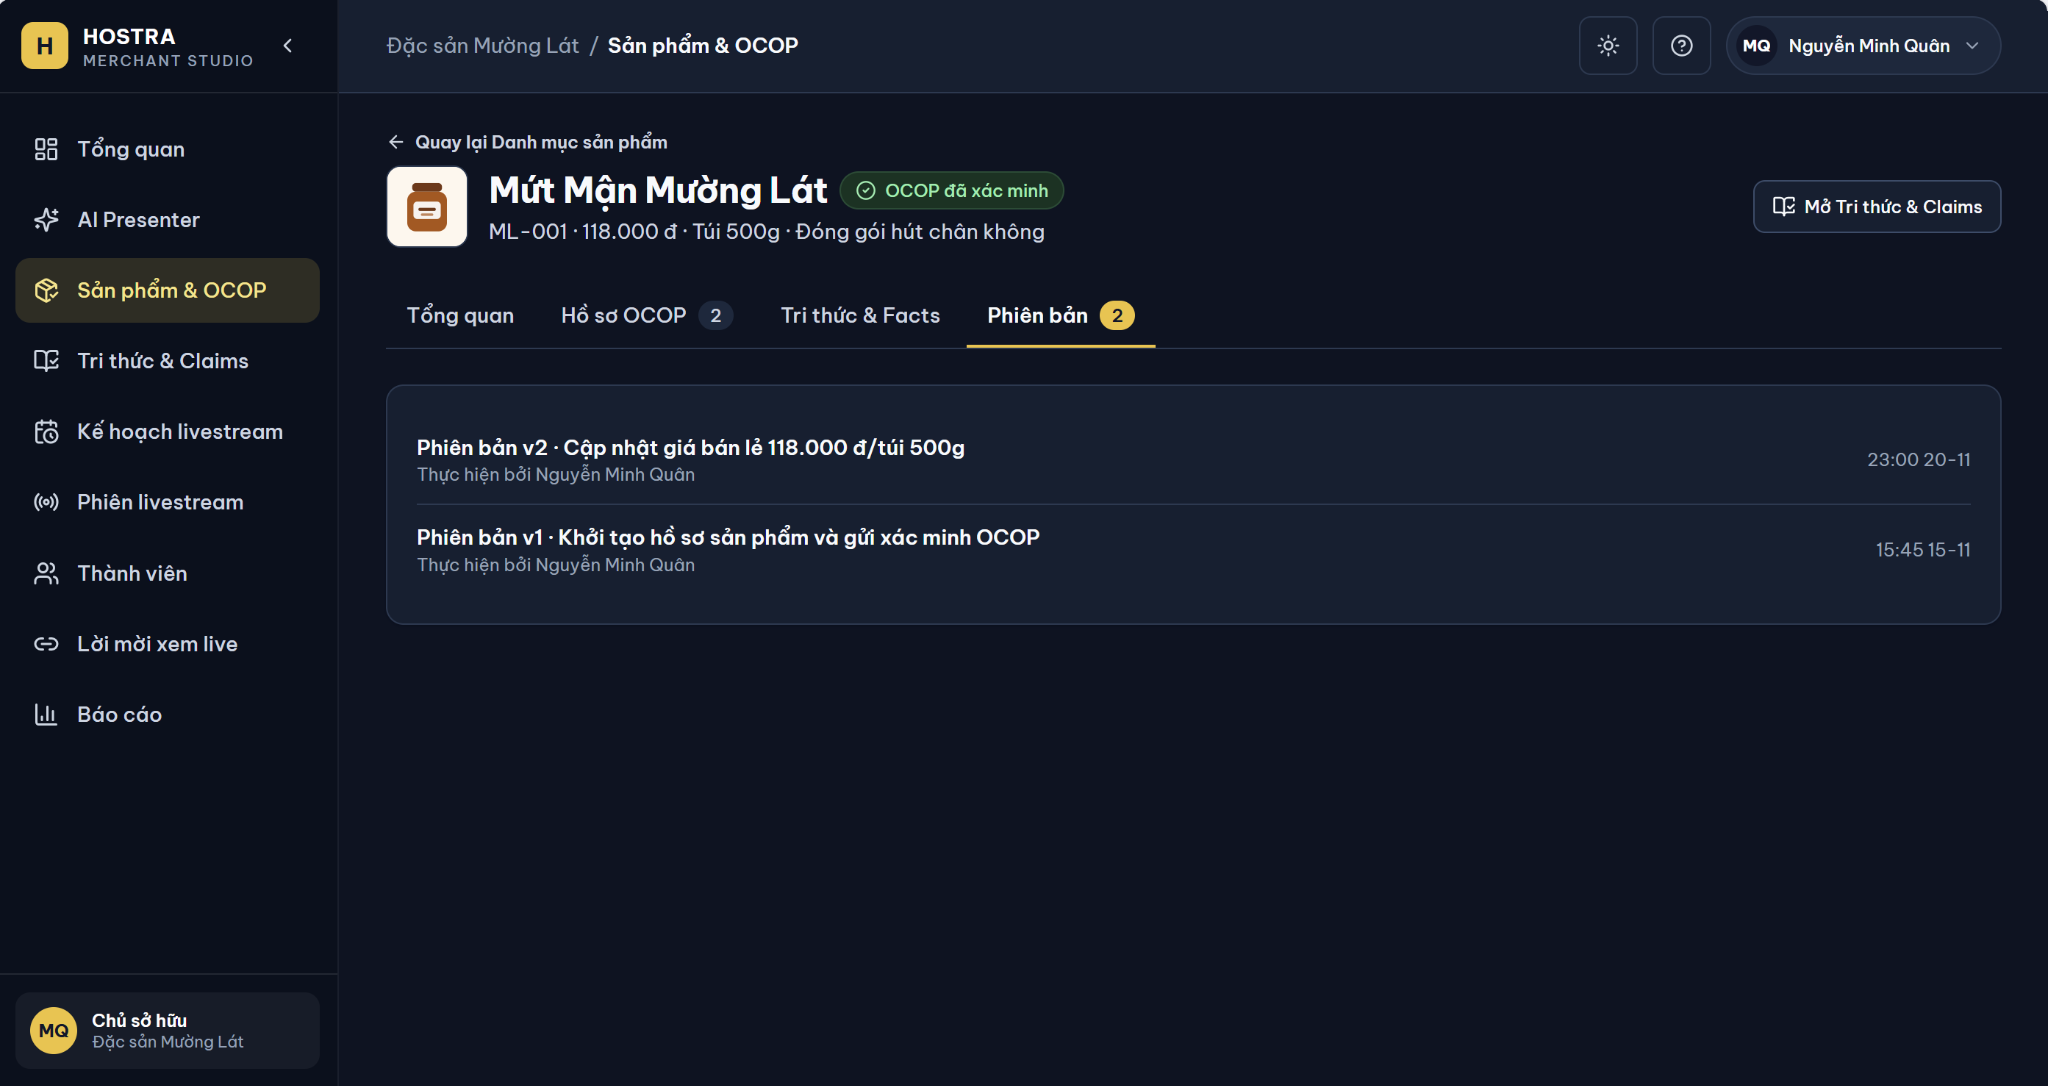 H
HOSTRA
MERCHANT STUDIO
Tổng quan
AI Presenter
Sản phẩm & OCOP
Tri thức & Claims
Kế hoạch livestream
Phiên livestream
Thành viên
Lời mời xem live
Báo cáo
MQ
Chủ sở hữu
Đặc sản Mường Lát
Đặc sản Mường Lát / Sản phẩm & OCOP
MQ Nguyễn Minh Quân
Quay lại Danh mục sản phẩm
Mứt Mận Mường Lát OCOP đã xác minh
ML-001 · 118.000 đ · Túi 500g · Đóng gói hút chân không
Mở Tri thức & Claims
Tổng quan Hồ sơ OCOP 2 Tri thức & Facts Phiên bản 2
Phiên bản v2 · Cập nhật giá bán lẻ 118.000 đ/túi 500g
Thực hiện bởi Nguyễn Minh Quân
23:00 20-11
Phiên bản v1 · Khởi tạo hồ sơ sản phẩm và gửi xác minh OCOP
Thực hiện bởi Nguyễn Minh Quân
15:45 15-11